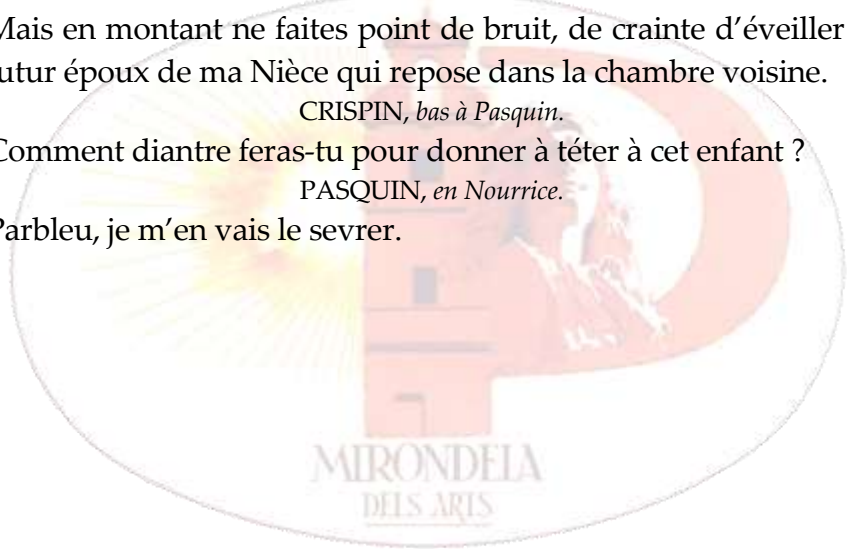 Mais en montant ne faites point de bruit, de crainte d’éveiller
futur époux de ma Nièce qui repose dans la chambre voisine.
CRISPIN, bas à Pasquin.
Comment diantre feras-tu pour donner à téter à cet enfant ?
PASQUIN, en Nourrice.
Parbleu, je m’en vais le sevrer.
MIRONDELA
DELS ARTS